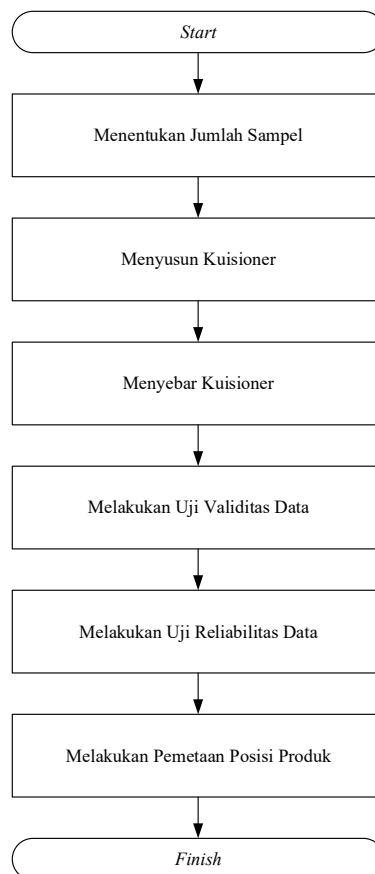 Start
Menentukan Jumlah Sampel
Menyusun Kuisioner
Menyebar Kuisioner
Melakukan Uji Validitas Data
Melakukan Uji Reliabilitas Data
Melakukan Pemetaan Posisi Produk
Finish